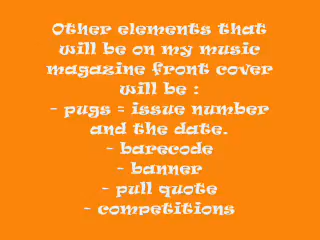 Other elements that
will be on my music
magazine front cover
will be :
- pugs = issue number
and the date.
- barecode
- banner
- pull quote
- competitions